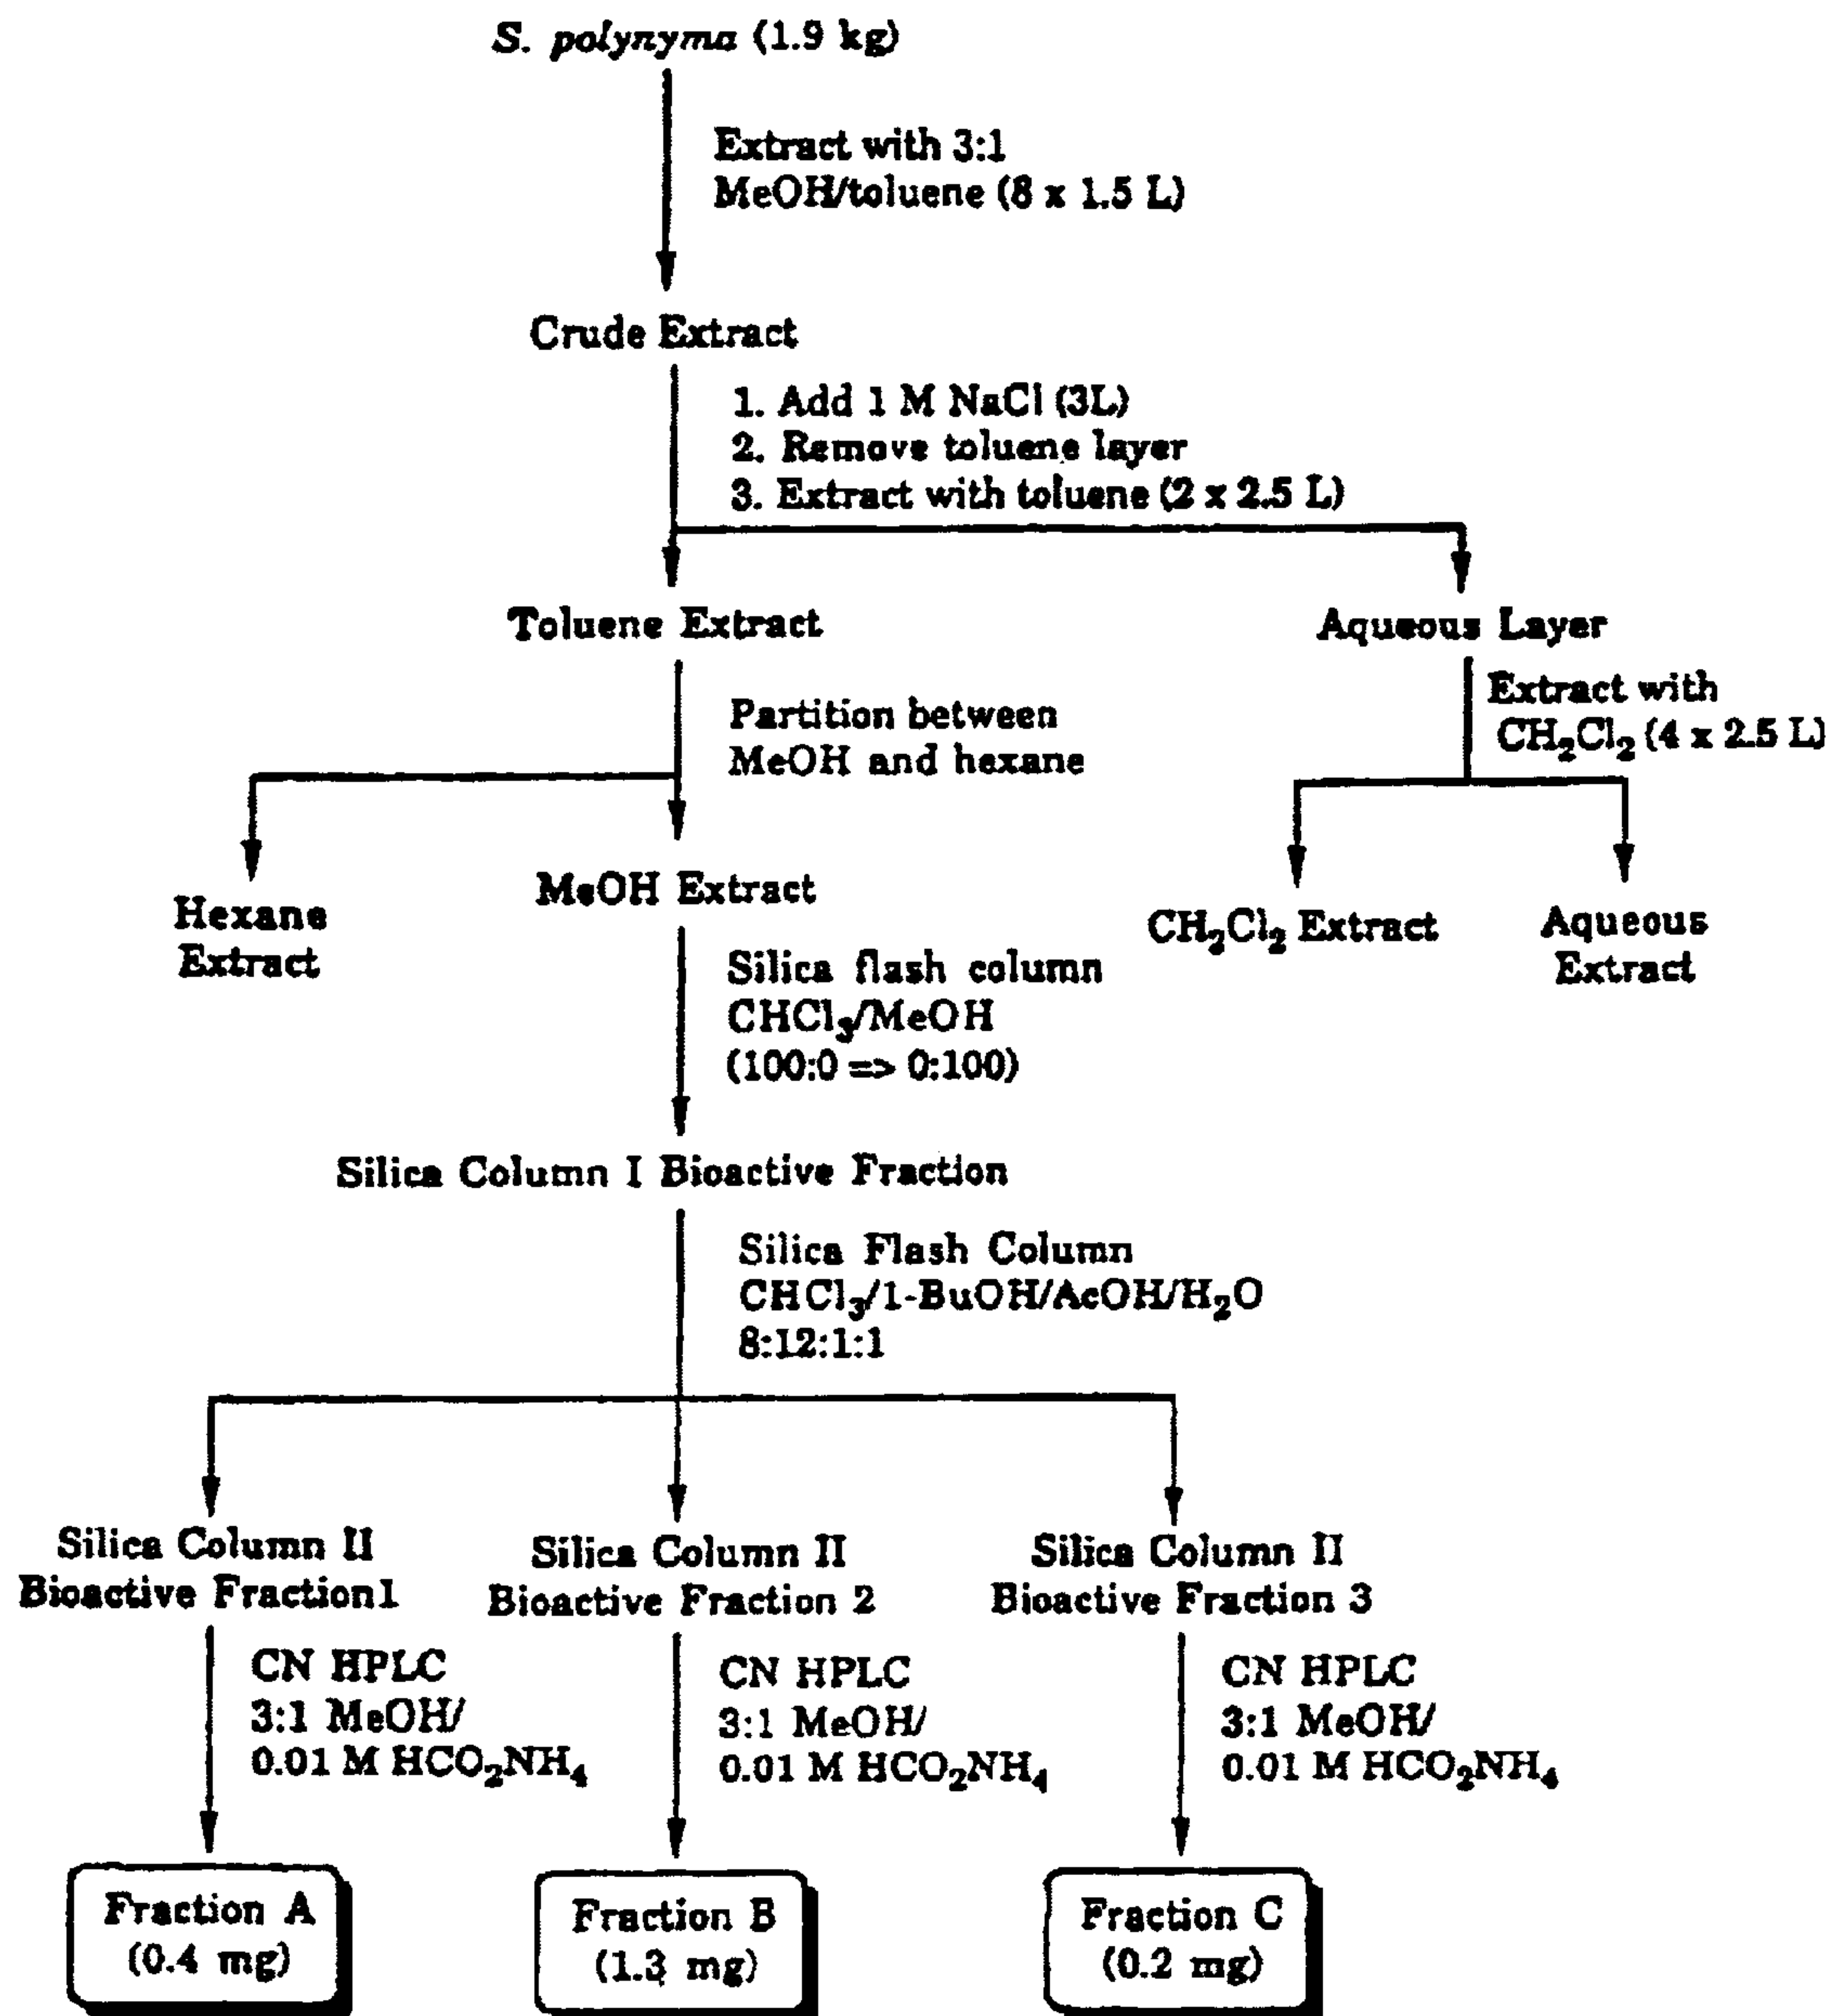 S. polynyma (1.9 kg)
Extract with 3:1
MeOH/toluene (8 x 1.5 L)
Crude Extract
1. Add 1 M NaCl (3L)
2. Remove toluene layer
3. Extract with toluene (2 x 2.5 L)
Toluene Extract
Aqueous Layer
Partition between
MeOH and hexane
Extract with
CH₂Cl₂ (4 x 2.5 L)
Hexane
Extract
MeOH Extract
CH₂Cl₂ Extract
Aqueous
Extract
Silica flash column
CHCl₃/MeOH
(100:0 => 0:100)
Silica Column I Bioactive Fraction
Silica Flash Column
CHCl₃/1-BuOH/AcOH/H₂O
8:12:1:1
Silica Column II
Bioactive Fraction1
Silica Column II
Bioactive Fraction 2
Silica Column II
Bioactive Fraction 3
CN HPLC
3:1 MeOH/
0.01 M HCO₂NH₄
CN HPLC
3:1 MeOH/
0.01 M HCO₂NH₄
CN HPLC
3:1 MeOH/
0.01 M HCO₂NH₄
Fraction A
(0.4 mg)
Fraction B
(1.3 mg)
Fraction C
(0.2 mg)